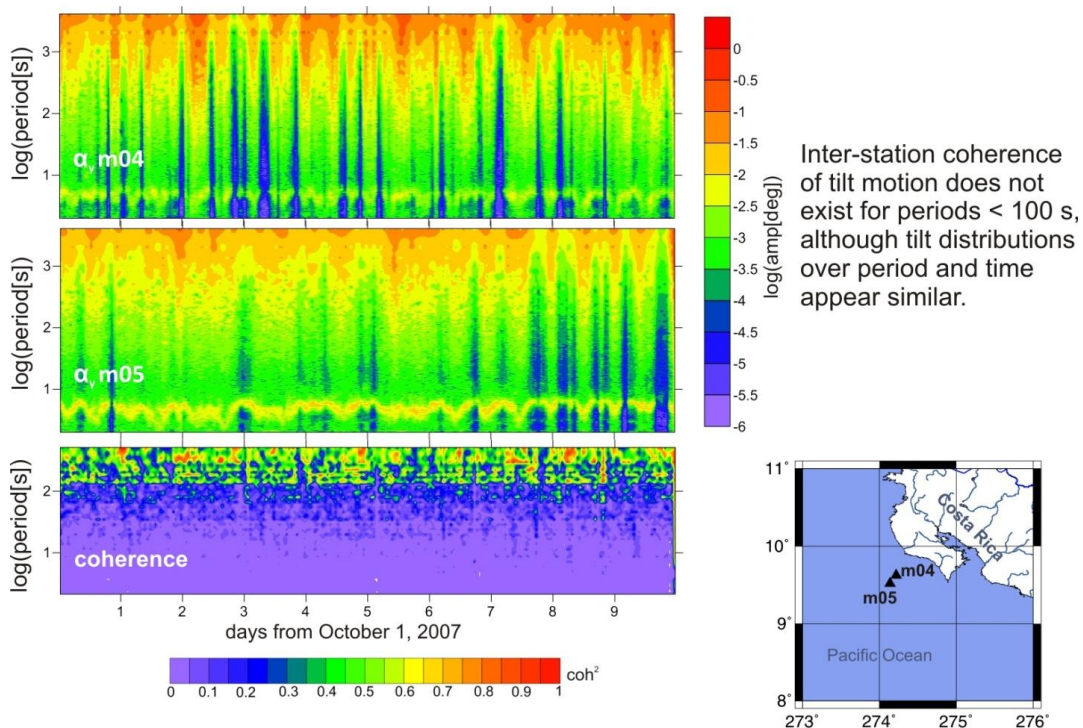 log(period[s])
3
2
1
αᵧm04
log(period[s])
3
2
1
αᵧm05
log(period[s])
2
1
coherence
1 2 3 4 5 6 7 8 9
days from October 1, 2007
0 0.1 0.2 0.3 0.4 0.5 0.6 0.7 0.8 0.9 1
coh²
0
-0.5
-1
-1.5
-2
-2.5
-3
-3.5
-4
-4.5
-5
-5.5
-6
log(amp[deg])
Inter-station coherence
of tilt motion does not
exist for periods < 100 s,
although tilt distributions
over period and time
appear similar.
11°
10°
9°
8°
Costa Rica
m04
m05
Pacific Ocean
273° 274° 275° 276°